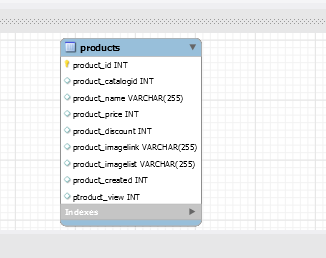 products
product_id INT
product_catalogid INT
product_name VARCHAR(255)
product_price INT
product_discount INT
product_imagelink VARCHAR(255)
product_imagelist VARCHAR(255)
product_created INT
ptroduct_view INT
Indexes